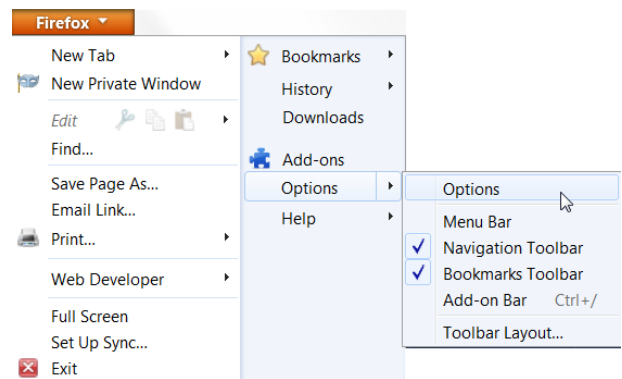 Firefox
New Tab
New Private Window
Edit
Find...
Save Page As...
Email Link...
Print...
Web Developer
Full Screen
Set Up Sync...
Exit
Bookmarks
History
Downloads
Add-ons
Options
Help
Options
Menu Bar
Navigation Toolbar
Bookmarks Toolbar
Add-on Bar Ctrl+/
Toolbar Layout...